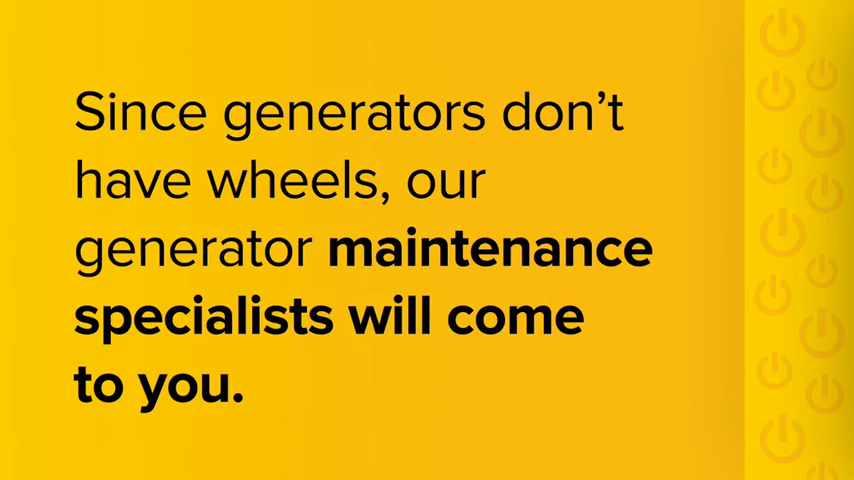 Since generators don’t
have wheels, our
generator maintenance
specialists will come
to you.